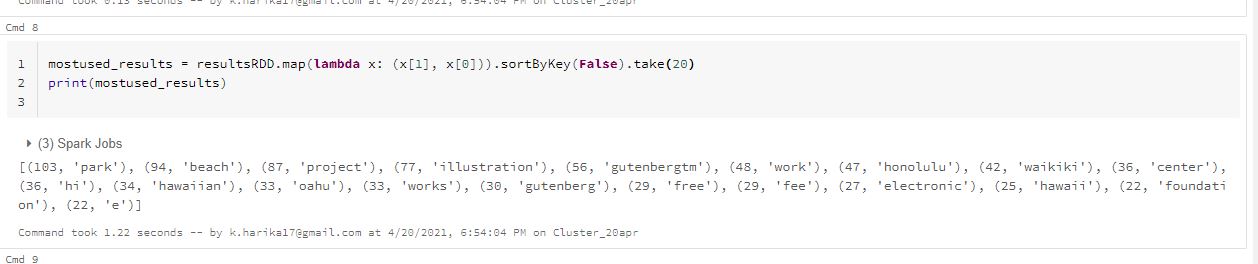 Command took 0.13 seconds -- by k.harika17@gmail.com at 4/20/2021, 6:54:04 PM on Cluster_20apr
Cmd 8
1 mostused_results = resultsRDD.map(lambda x: (x[1], x[0])).sortByKey(False).take(20)
2 print(mostused_results)
3
(3) Spark Jobs
[(103, 'park'), (94, 'beach'), (87, 'project'), (77, 'illustration'), (56, 'gutenbergtm'), (48, 'work'), (47, 'honolulu'), (42, 'waikiki'), (36, 'center'),
(36, 'hi'), (34, 'hawaiian'), (33, 'oahu'), (33, 'works'), (30, 'gutenberg'), (29, 'free'), (29, 'fee'), (27, 'electronic'), (25, 'hawaii'), (22, 'foundati
on'), (22, 'e')]
Command took 1.22 seconds -- by k.harika17@gmail.com at 4/20/2021, 6:54:04 PM on Cluster_20apr
Cmd 9